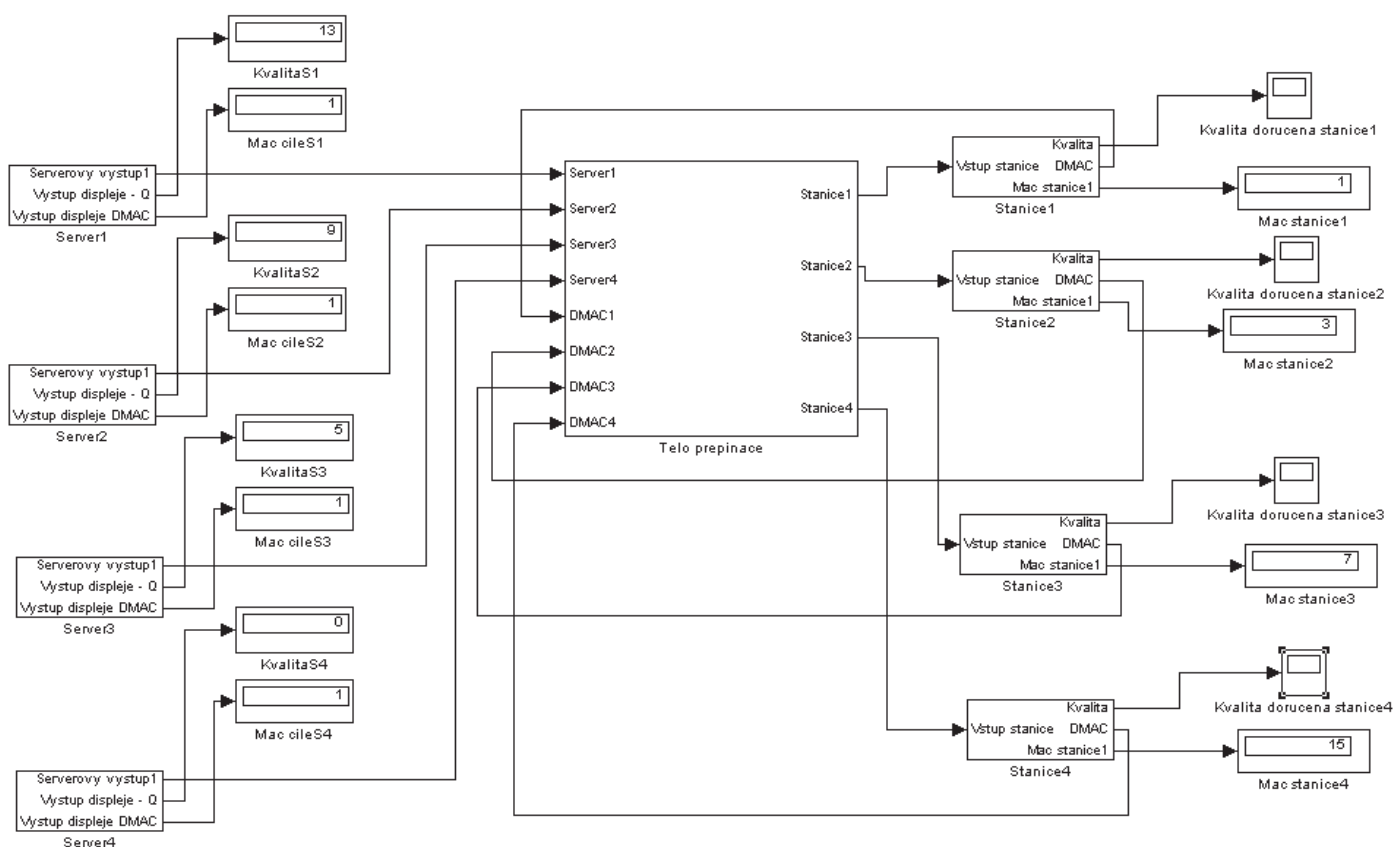 13
KvalitaS1
1
Mac cileS1
Serverovy vystup1
Vystup displeje - Q
Vystup displeje DMAC
Server1
9
KvalitaS2
1
Mac cileS2
Serverovy vystup1
Vystup displeje - Q
Vystup displeje DMAC
Server2
5
KvalitaS3
1
Mac cileS3
Serverovy vystup1
Vystup displeje - Q
Vystup displeje DMAC
Server3
0
KvalitaS4
1
Mac cileS4
Serverovy vystup1
Vystup displeje - Q
Vystup displeje DMAC
Server4
Server1
Server2
Server3
Server4
DMAC1
DMAC2
DMAC3
DMAC4
Stanice1
Stanice2
Stanice3
Stanice4
Telo prepinace
Vstup stanice
Kvalita
DMAC
Mac stanice1
Stanice1
Kvalita dorucena stanice1
1
Mac stanice1
Vstup stanice
Kvalita
DMAC
Mac stanice1
Stanice2
Kvalita dorucena stanice2
3
Mac stanice2
Vstup stanice
Kvalita
DMAC
Mac stanice1
Stanice3
Kvalita dorucena stanice3
7
Mac stanice3
Vstup stanice
Kvalita
DMAC
Mac stanice1
Stanice4
Kvalita dorucena stanice4
15
Mac stanice4